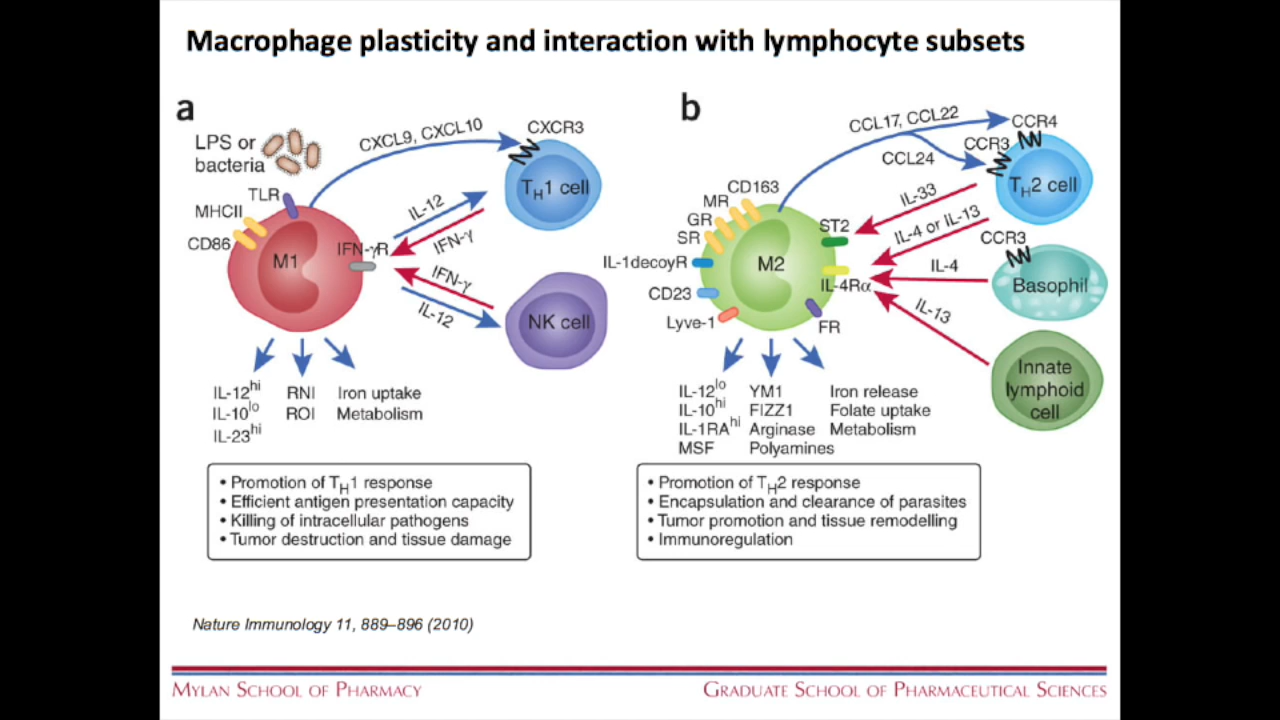 Macrophage plasticity and interaction with lymphocyte subsets
a
LPS or
bacteria
CXCL9, CXCL10
CXCR3
TH1 cell
TLR
MHCII
CD86
M1
IFN-γR
IL-12
IFN-γ
IFN-γ
IL-12
NK cell
IL-12hi
IL-10lo
IL-23hi
RNI
ROI
Iron uptake
Metabolism
• Promotion of TH1 response
• Efficient antigen presentation capacity
• Killing of intracellular pathogens
• Tumor destruction and tissue damage
b
CCL17, CCL22
CCL24
CCR4
CCR3
TH2 cell
CD163
MR
GR
SR
IL-1decoyR
CD23
Lyve-1
M2
ST2
IL-4Rα
FR
IL-33
IL-4 or IL-13
CCR3
IL-4
Basophil
IL-13
Innate
lymphoid
cell
IL-12lo
IL-10hi
IL-1RAhi
MSF
YM1
FIZZ1
Arginase
Polyamines
Iron release
Folate uptake
Metabolism
• Promotion of TH2 response
• Encapsulation and clearance of parasites
• Tumor promotion and tissue remodelling
• Immunoregulation
Nature Immunology 11, 889–896 (2010)
Mylan School of Pharmacy
Graduate School of Pharmaceutical Sciences